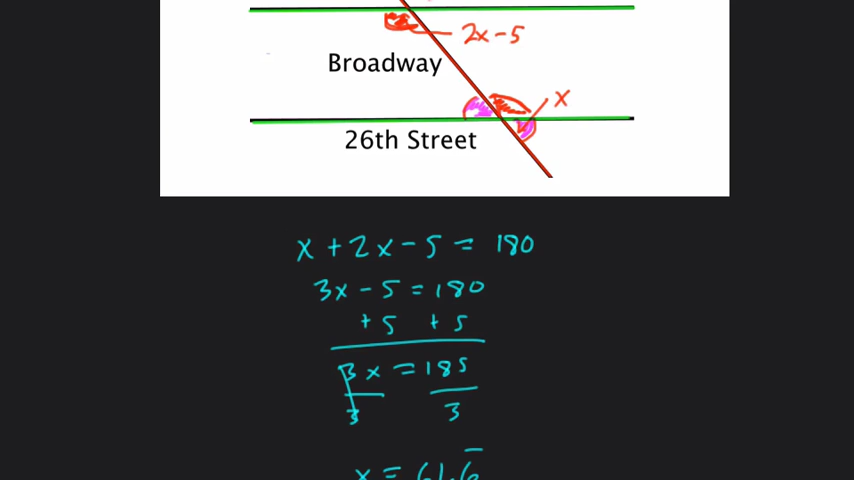 2x - 5
Broadway
x
26th Street
x + 2x - 5 = 180
3x - 5 = 180
+ 5 + 5
3x = 185
3 3
x = 61.6̅